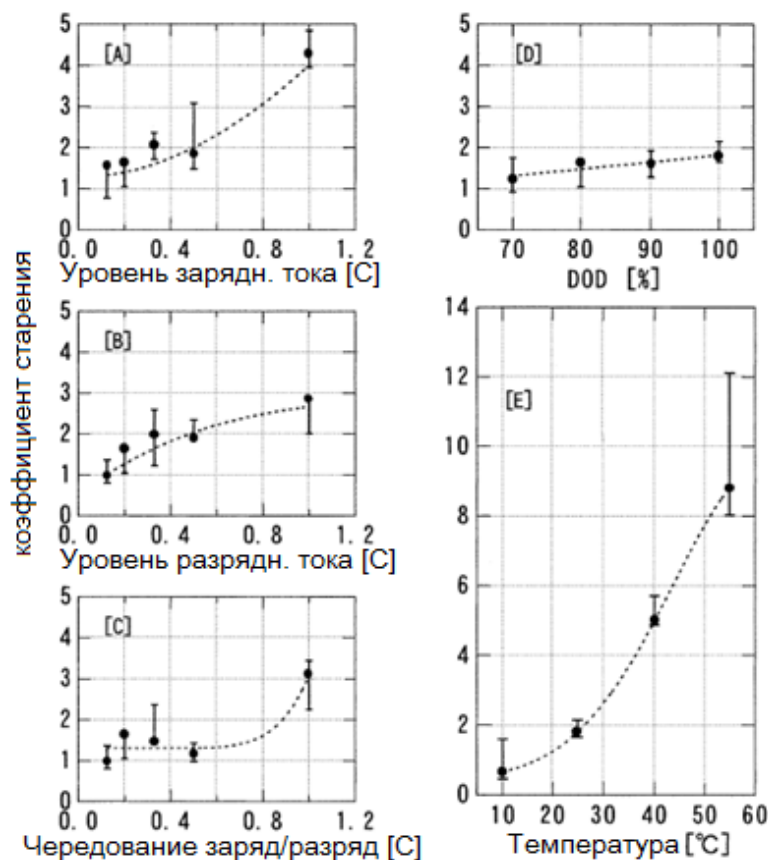 коэффициент старения
[A]
5
4
3
2
1
0
0.0 0.4 0.8 1.2
Уровень зарядн. тока [C]
[B]
5
4
3
2
1
0
0.0 0.4 0.8 1.2
Уровень разрядн. тока [C]
[C]
5
4
3
2
1
0
0.0 0.4 0.8 1.2
Чередование заряд/разряд [C]
[D]
5
4
3
2
1
0
70 80 90 100
DOD [%]
[E]
14
12
10
8
6
4
2
0
10 20 30 40 50 60
Температура [℃]